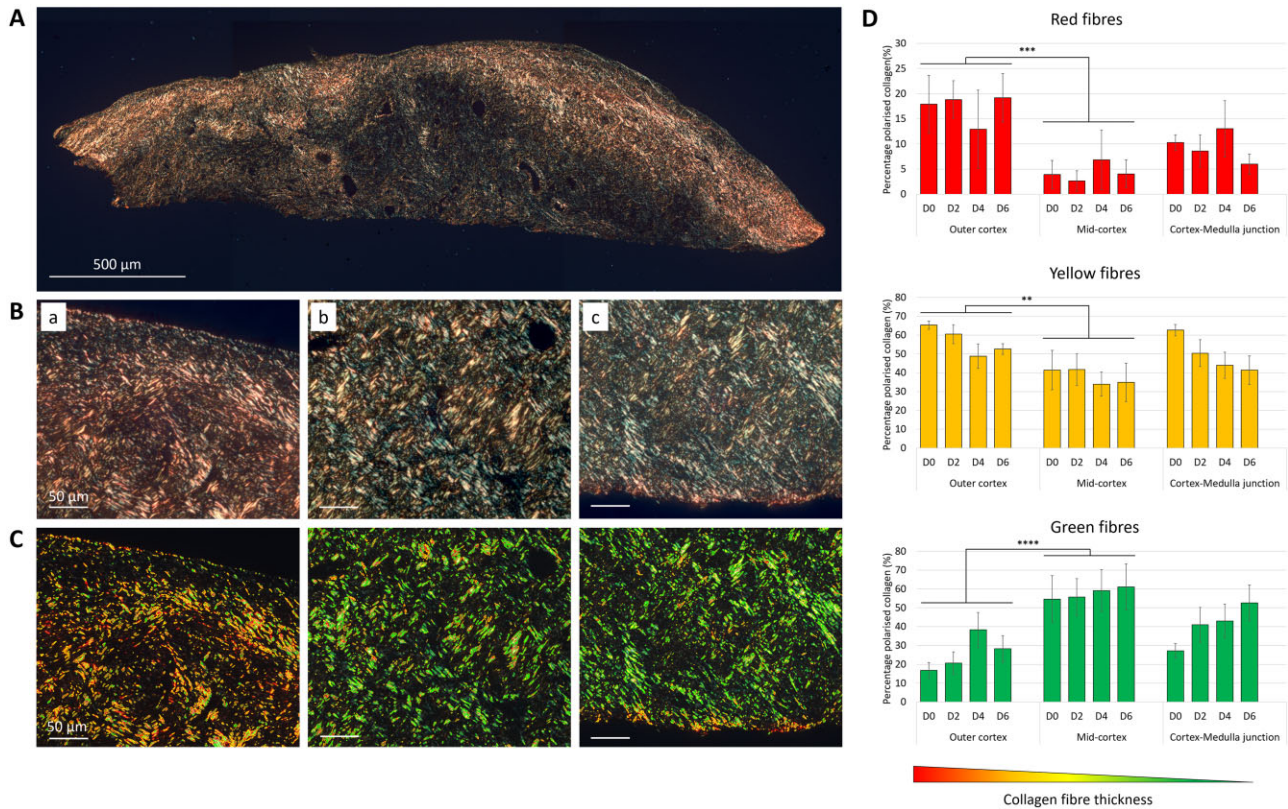 A
500 µm
B
a
b
c
50 µm
C
50 µm
D
Red fibres
Percentage polarised collagen(%)
30
25
20
15
10
5
0
***
D0 D2 D4 D6 D0 D2 D4 D6 D0 D2 D4 D6
Outer cortex Mid-cortex Cortex-Medulla junction
Yellow fibres
Percentage polarised collagen (%)
80
70
60
50
40
30
20
10
0
**
D0 D2 D4 D6 D0 D2 D4 D6 D0 D2 D4 D6
Outer cortex Mid-cortex Cortex-Medulla junction
Green fibres
Percentage polarised collagen (%)
80
70
60
50
40
30
20
10
0
****
D0 D2 D4 D6 D0 D2 D4 D6 D0 D2 D4 D6
Outer cortex Mid-cortex Cortex-Medulla junction
Collagen fibre thickness